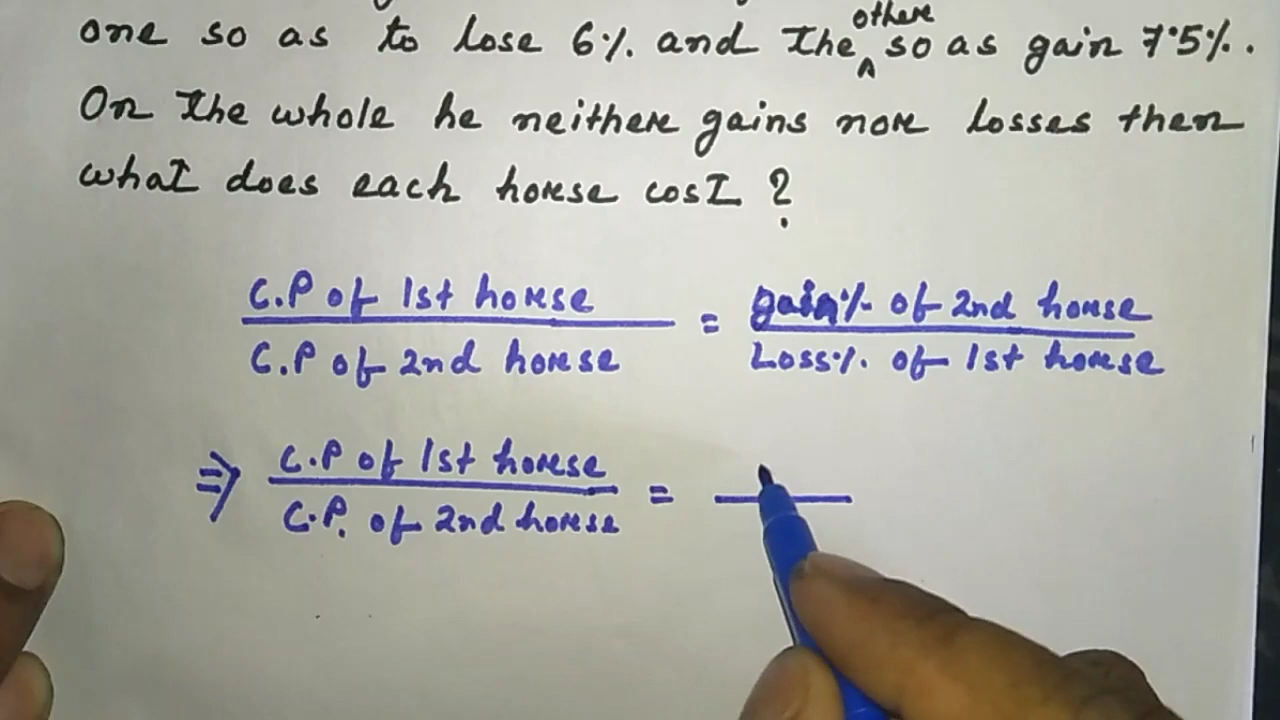 one so as to lose 6%. and the other so as gain 7.5%.
On the whole he neither gains nor losses then
what does each horse cost ?
C.P of 1st horse / C.P of 2nd horse = gain% of 2nd horse / Loss%. of 1st horse
⇒ C.P of 1st horse / C.P. of 2nd horse =